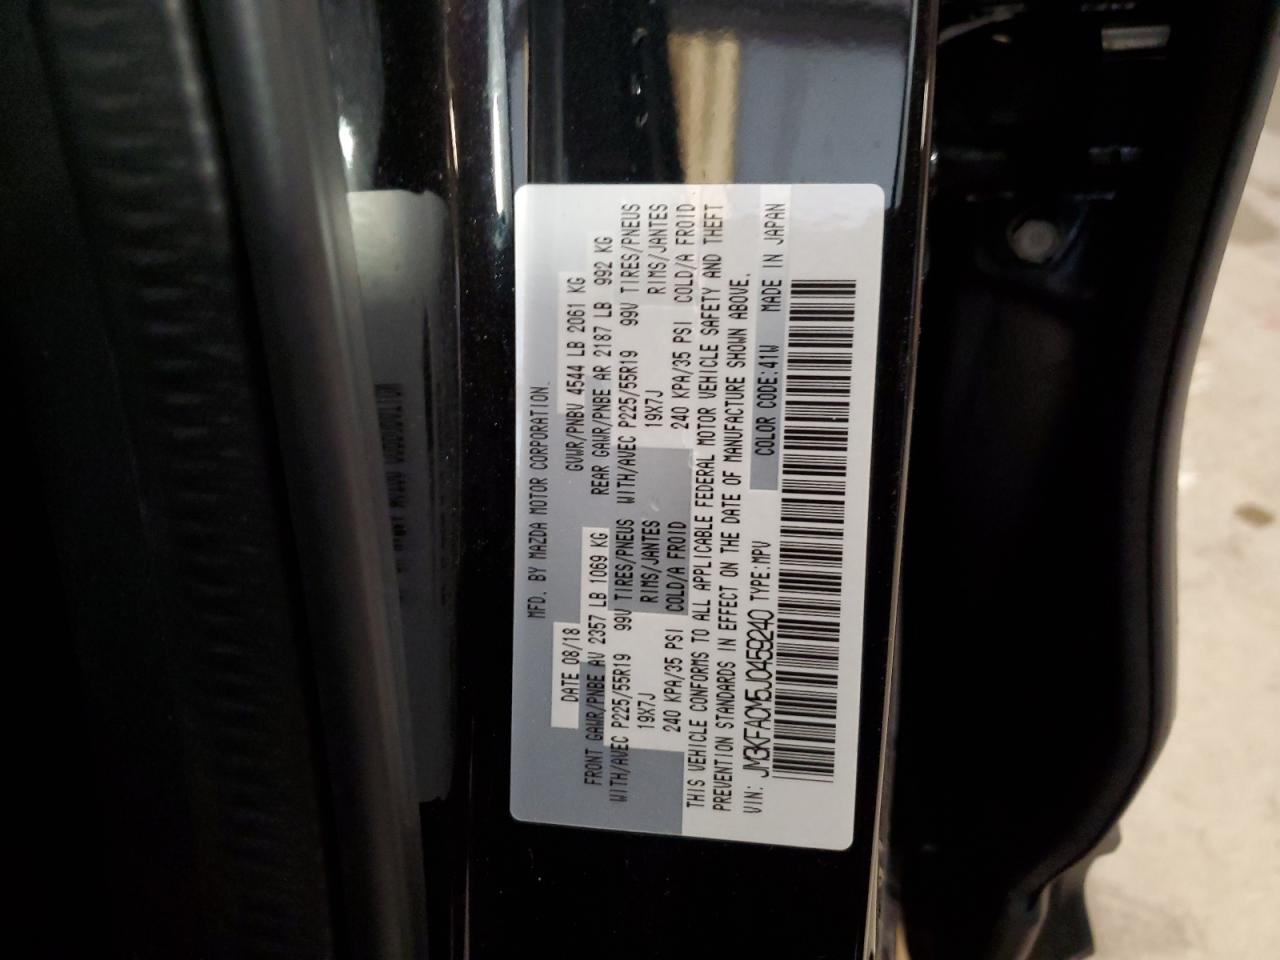 MFD. BY MAZDA MOTOR CORPORATION.
DATE 08/18 GVWR/PNBV 4544 LB 2061 KG
FRONT GAWR/PNBE AV 2357 LB 1069 KG REAR GAWR/PNBE AR 2187 LB 992 KG
WITH/AVEC P225/55R19 99V TIRES/PNEUS WITH/AVEC P225/55R19 99V TIRES/PNEUS
19X7J RIMS/JANTES 19X7J RIMS/JANTES
240 KPA/35 PSI COLD/A FROID 240 KPA/35 PSI COLD/A FROID
THIS VEHICLE CONFORMS TO ALL APPLICABLE FEDERAL MOTOR VEHICLE SAFETY AND THEFT
PREVENTION STANDARDS IN EFFECT ON THE DATE OF MANUFACTURE SHOWN ABOVE.
VIN: JM3KFACM5J0459240 TYPE:MPV COLOR CODE:41W MADE IN JAPAN